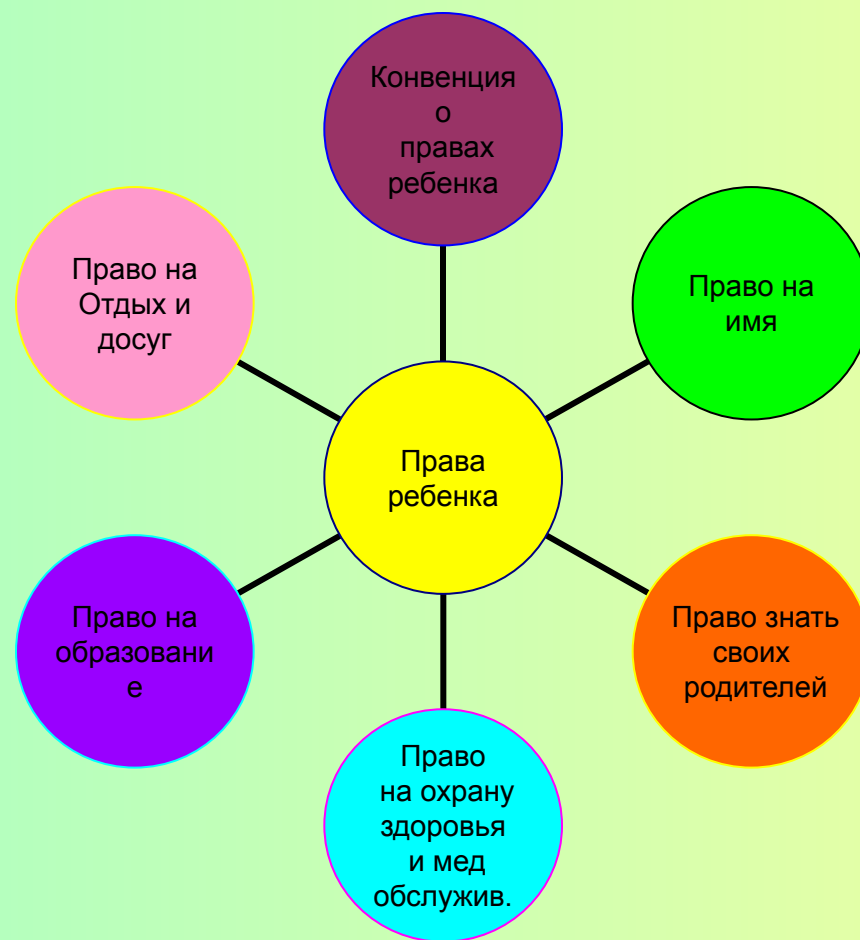 Конвенция
о
правах
ребенка
Право на
Отдых и
досуг
Право на
имя
Права
ребенка
Право на
образовани
е
Право знать
своих
родителей
Право
на охрану
здоровья
и мед
обслужив.